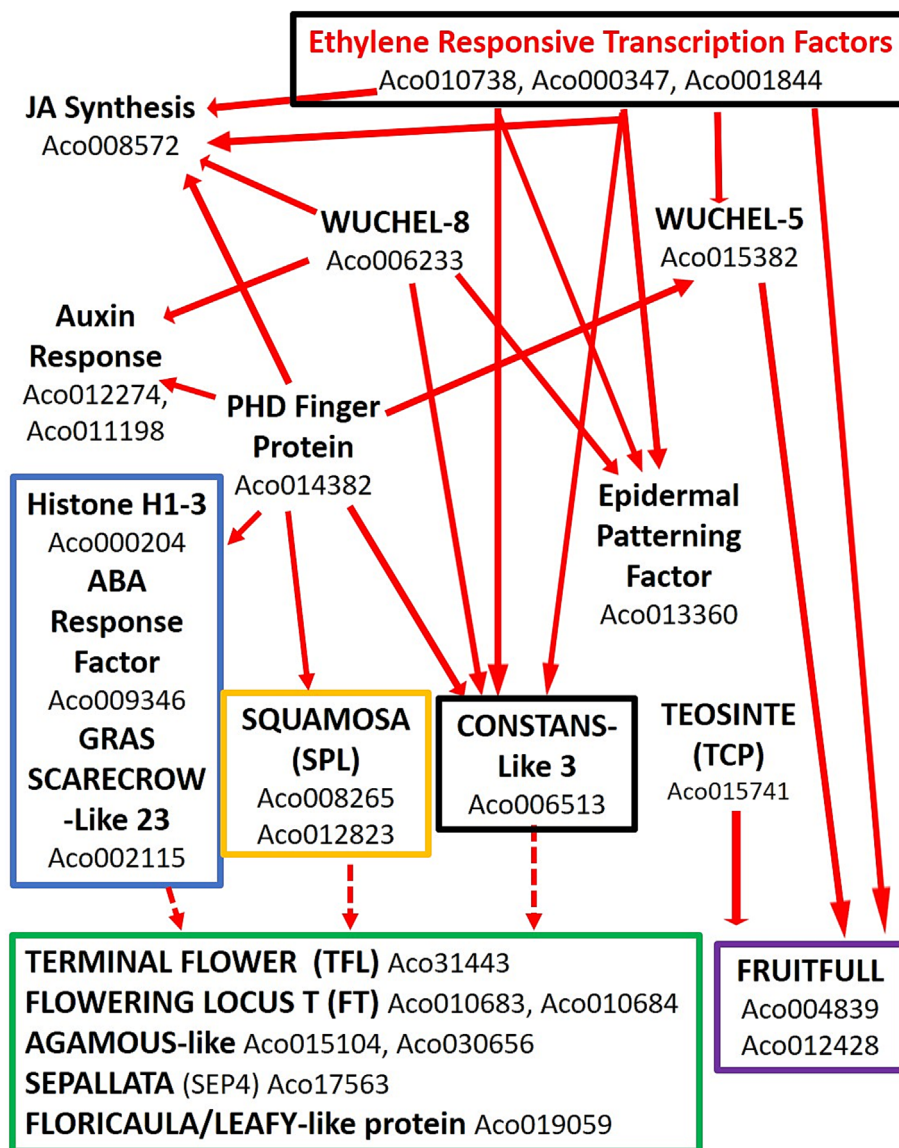 Ethylene Responsive Transcription Factors
Aco010738, Aco000347, Aco001844
JA Synthesis
Aco008572
WUCHEL-8
Aco006233
WUCHEL-5
Aco015382
Auxin
Response
Aco012274,
Aco011198
PHD Finger
Protein
Aco014382
Epidermal
Patterning
Factor
Aco013360
Histone H1-3
Aco000204
ABA
Response
Factor
Aco009346
GRAS
SCARECROW
-Like 23
Aco002115
SQUAMOSA
(SPL)
Aco008265
Aco012823
CONSTANS-
Like 3
Aco006513
TEOSINTE
(TCP)
Aco015741
TERMINAL FLOWER (TFL) Aco31443
FLOWERING LOCUS T (FT) Aco010683, Aco010684
AGAMOUS-like Aco015104, Aco030656
SEPALLATA (SEP4) Aco17563
FLORICAULA/LEAFY-like protein Aco019059
FRUITFULL
Aco004839
Aco012428